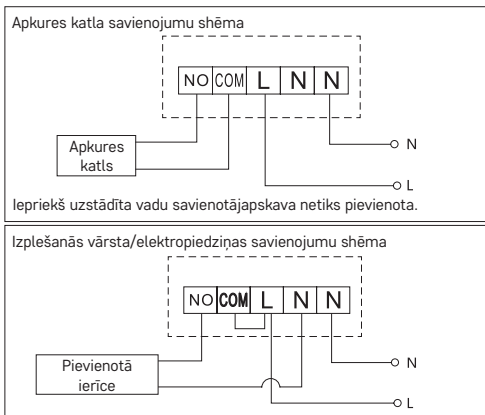 Apkures katla savienojumu shēma
NO COM L N N
Apkures
katls
N
L
Iepriekš uzstādīta vadu savienotājapskava netiks pievienota.
Izplešanās vārsta/elektropiedziņas savienojumu shēma
NO COM L N N
Pievienotā
ierīce
N
L